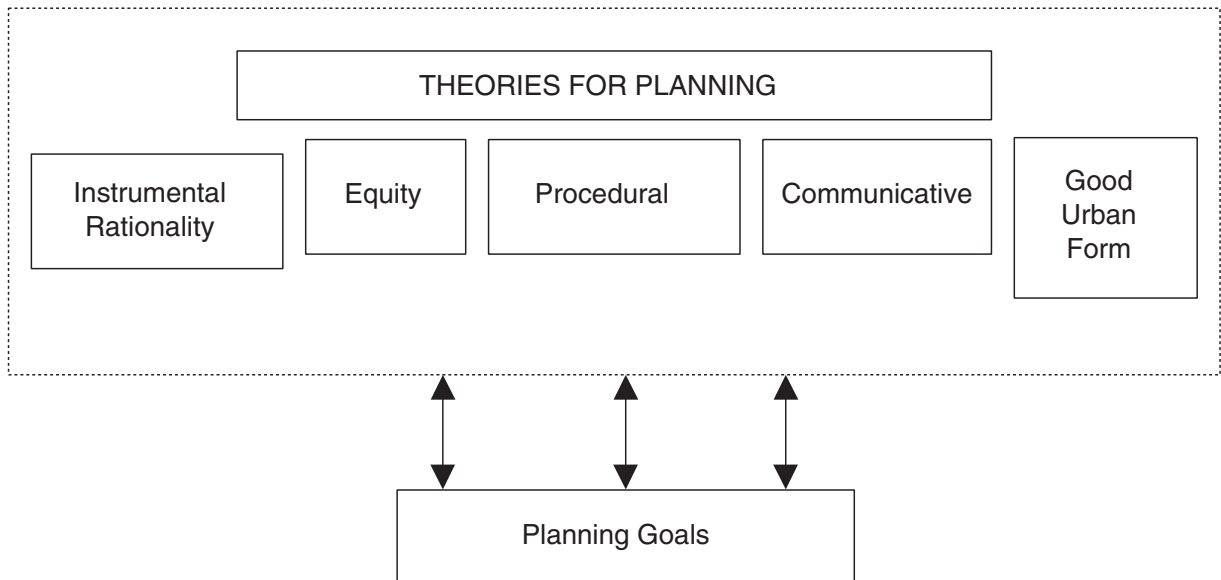 THEORIES FOR PLANNING
Instrumental
Rationality
Equity
Procedural
Communicative
Good
Urban
Form
Planning Goals